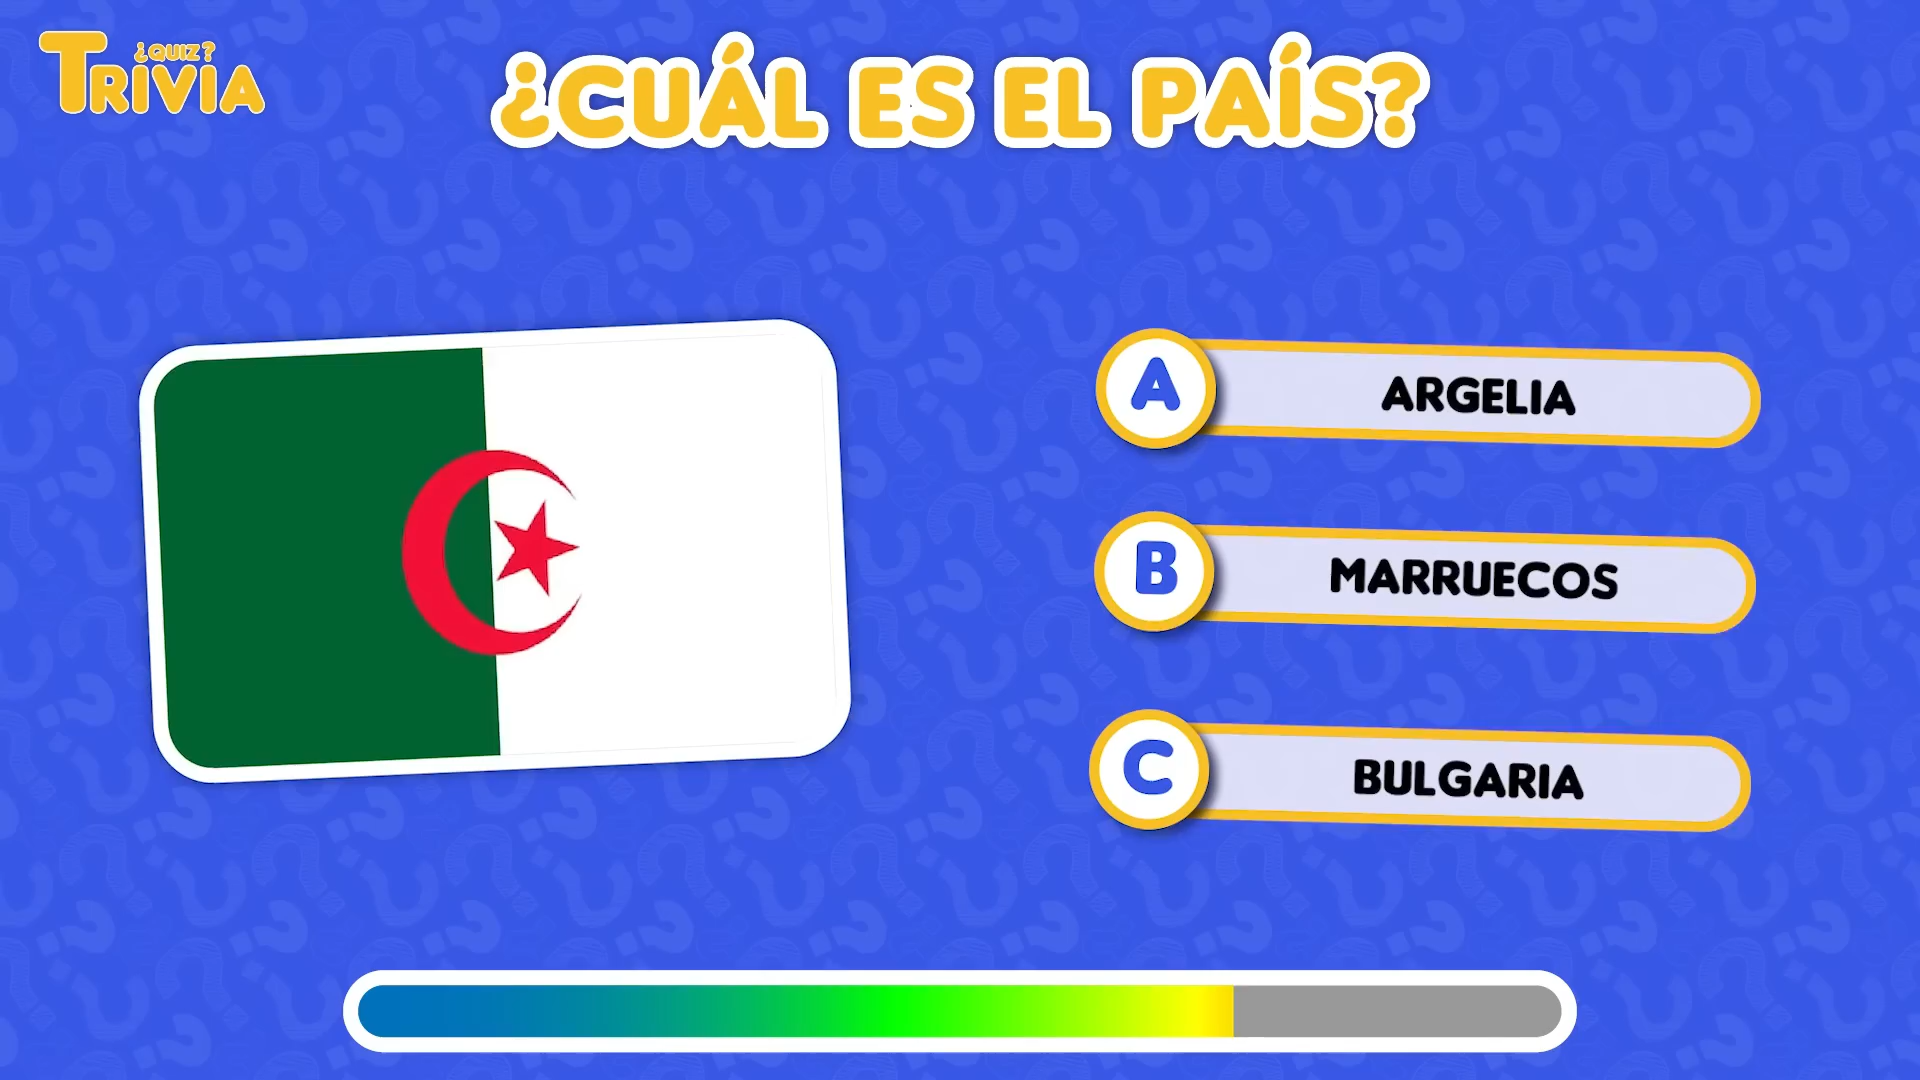 ¿QUIZ?
TRIVIA
¿CUÁL ES EL PAÍS?
A
ARGELIA
B
MARRUECOS
C
BULGARIA